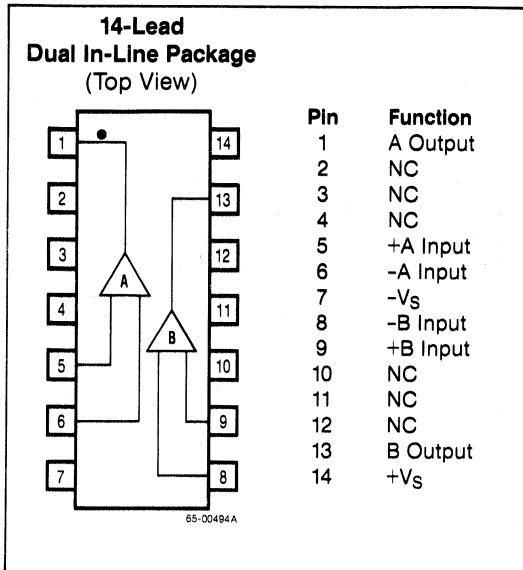 14-Lead
Dual In-Line Package
(Top View)
Pin Function
1 A Output
2 NC
3 NC
4 NC
5 +A Input
6 -A Input
7 -VS
8 -B Input
9 +B Input
10 NC
11 NC
12 NC
13 B Output
14 +VS
1 14
2 13
3 12
A
4 11
B
5 10
6 9
7 8
65-00494A